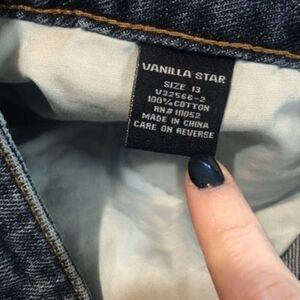 VANILLA STAR
SIZE 13
V32566-2
100% COTTON
RN# 111052
MADE IN CHINA
CARE ON REVERSE